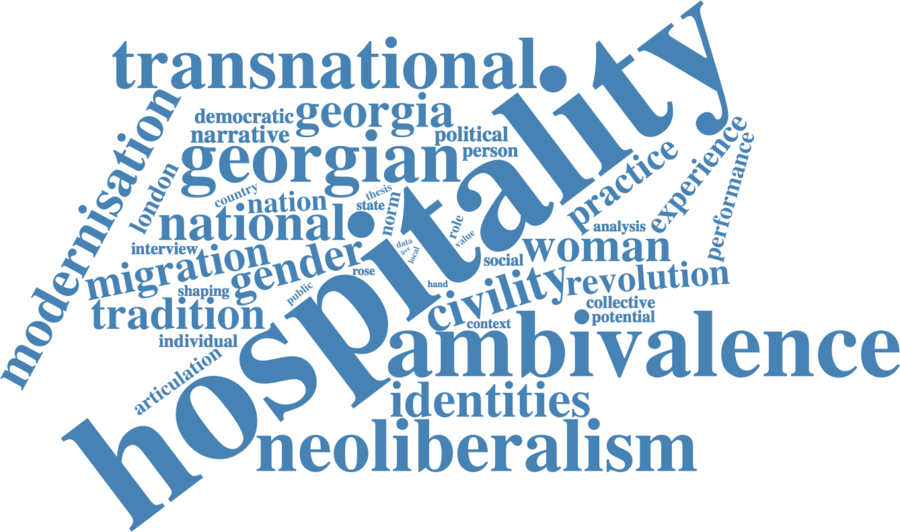 transnational
hospitality
modernisation
democratic
georgia
narrative
political
georgian
person
experience
performance
practice
london
country
thesis
nation
state
norm
national
role
value
analysis
interview
data
live
local
social
woman
migration
gender
rose
shaping
public
hand
civility
revolution
tradition
collective
context
potential
individual
ambivalence
articulation
identities
neoliberalism